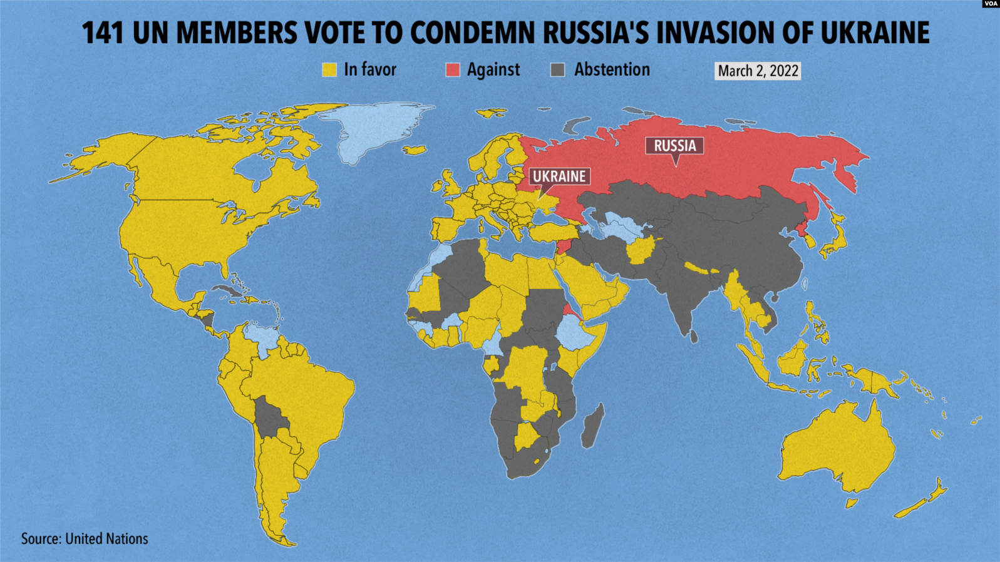 VOA
141 UN MEMBERS VOTE TO CONDEMN RUSSIA'S INVASION OF UKRAINE
In favor Against Abstention March 2, 2022
RUSSIA
UKRAINE
Source: United Nations